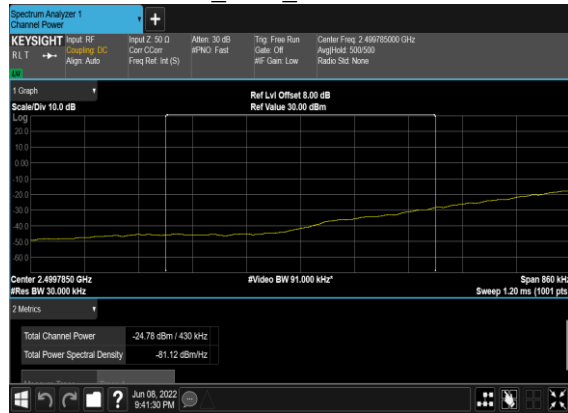 Spectrum Analyzer 1
Channel Power
+
KEYSIGHT
RLT
LXI
Input: RF
Coupling: DC
Align: Auto
Input Z: 50 Ω
Corr CCorr
Freq Ref: Int (S)
Atten: 30 dB
#PNO: Fast
Trig: Free Run
Gate: Off
#IF Gain: Low
Center Freq: 2.499785000 GHz
Avg|Hold: 500/500
Radio Std: None
1 Graph
Scale/Div 10.0 dB
Ref Lvl Offset 8.00 dB
Ref Value 30.00 dBm
Log
20.0
10.0
0.00
-10.0
-20.0
-30.0
-40.0
-50.0
-60.0
Center 2.4997850 GHz
#Video BW 91.000 kHz*
Span 860 kHz
#Res BW 30.000 kHz
Sweep 1.20 ms (1001 pts
2 Metrics
Total Channel Power -24.78 dBm / 430 kHz
Total Power Spectral Density -81.12 dBm/Hz
?
Jun 08, 2022
9:41:30 PM